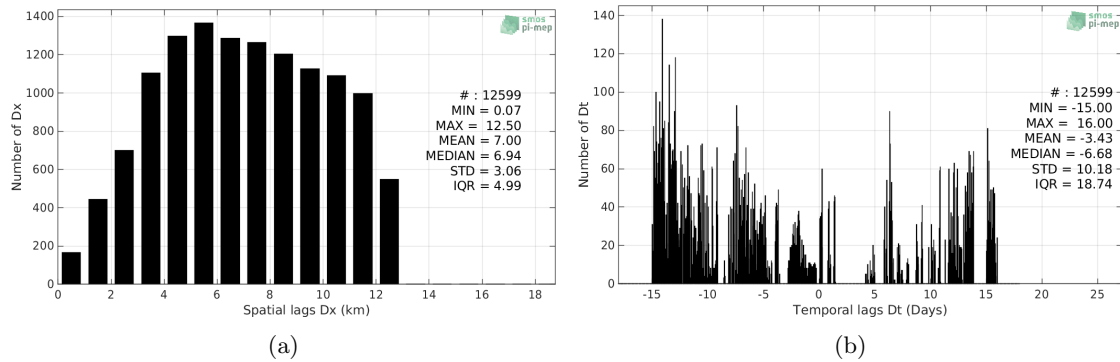 1400
1200
1000
800
600
400
200
0
Number of Dx
0 2 4 6 8 10 12 14 16 18
Spatial lags Dx (km)
smos
pi-mep
# : 12599
MIN = 0.07
MAX = 12.50
MEAN = 7.00
MEDIAN = 6.94
STD = 3.06
IQR = 4.99
(a)
140
120
100
80
60
40
20
0
Number of Dt
-15 -10 -5 0 5 10 15 20 25
Temporal lags Dt (Days)
smos
pi-mep
# : 12599
MIN = -15.00
MAX = 16.00
MEAN = -3.43
MEDIAN = -6.68
STD = 10.18
IQR = 18.74
(b)